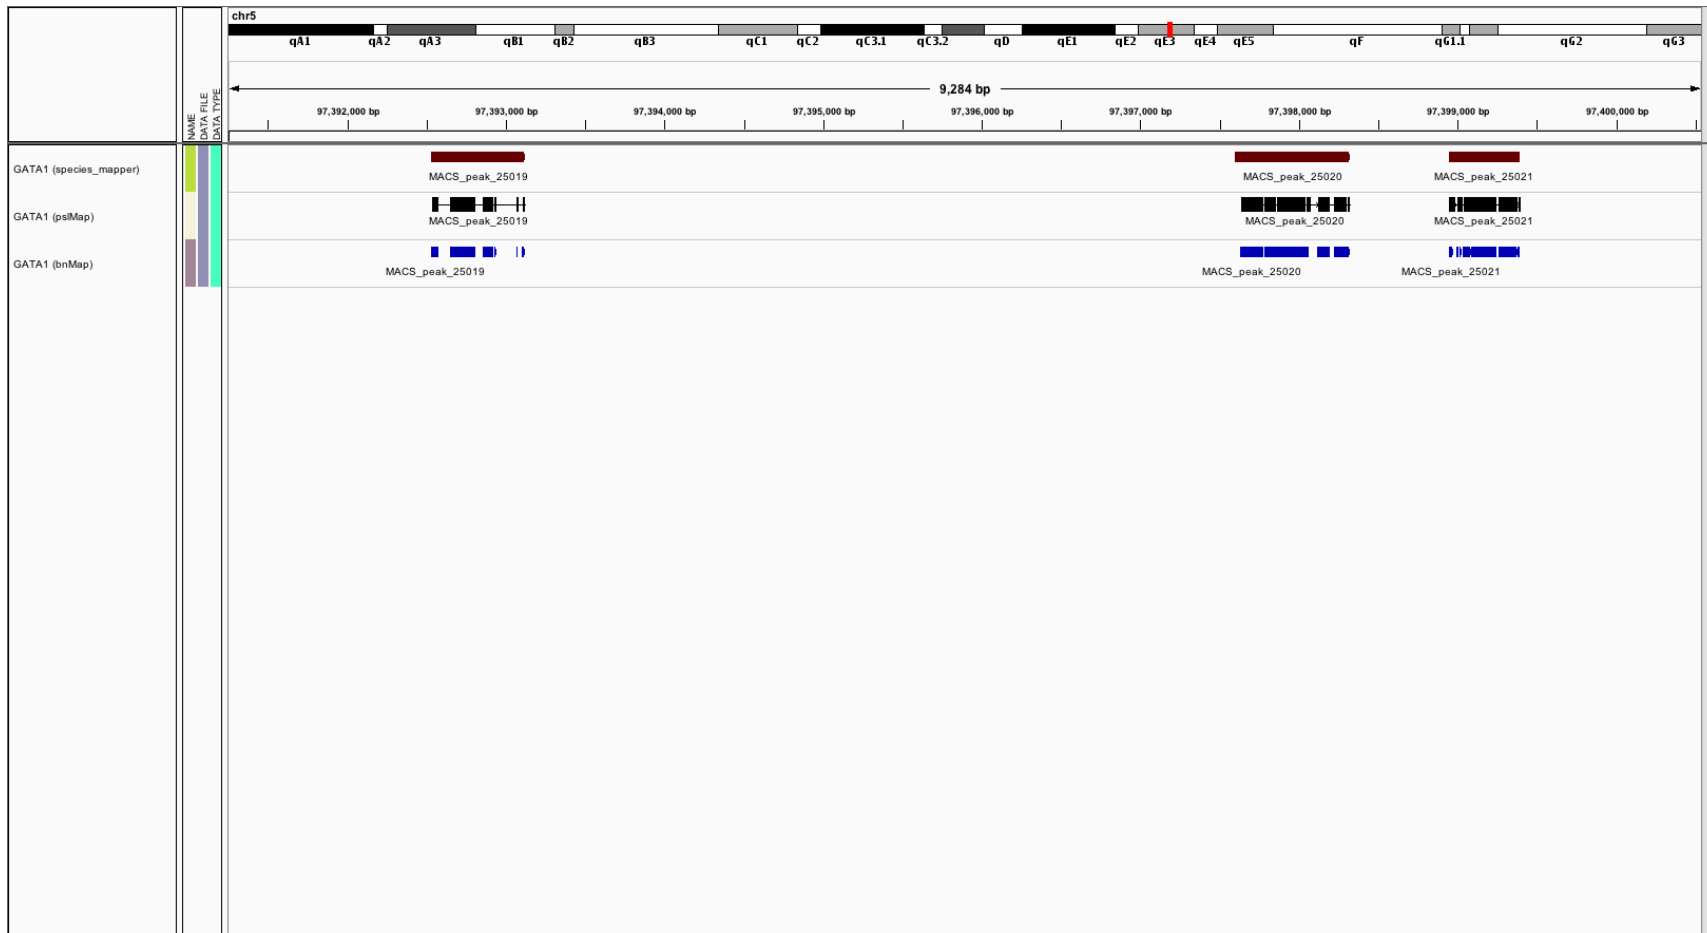 chr5
qA1 qA2 qA3 qB1 qB2 qB3 qC1 qC2 qC3.1 qC3.2 qD qE1 qE2 qE3 qE4 qE5 qF qG1.1 qG2 qG3
9,284 bp
97,392,000 bp 97,393,000 bp 97,394,000 bp 97,395,000 bp 97,396,000 bp 97,397,000 bp 97,398,000 bp 97,399,000 bp 97,400,000 bp
NAME
DATA FILE
DATA TYPE
GATA1 (species_mapper)
MACS_peak_25019 MACS_peak_25020 MACS_peak_25021
GATA1 (pslMap)
MACS_peak_25019 MACS_peak_25020 MACS_peak_25021
GATA1 (bnMap)
MACS_peak_25019 MACS_peak_25020 MACS_peak_25021